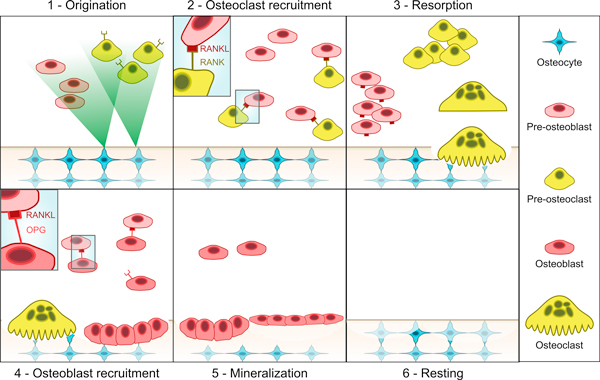 1 - Origination
2 - Osteoclast recruitment
3 - Resorption
RANKL
RANK
Osteocyte
Pre-osteoblast
Pre-osteoclast
RANKL
OPG
Osteoblast
Osteoclast
4 - Osteoblast recruitment
5 - Mineralization
6 - Resting